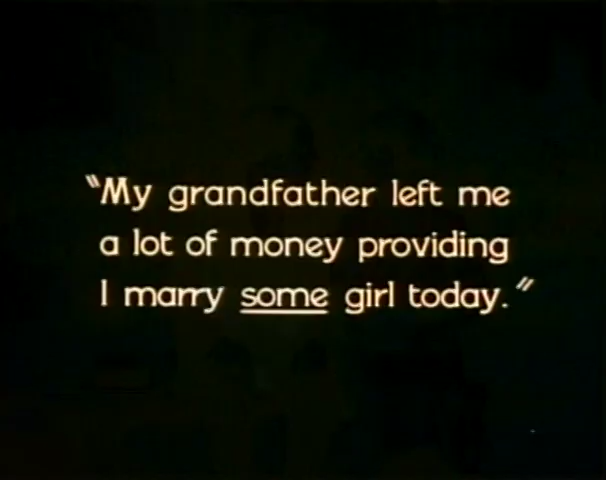 "My grandfather left me
a lot of money providing
I marry some girl today."